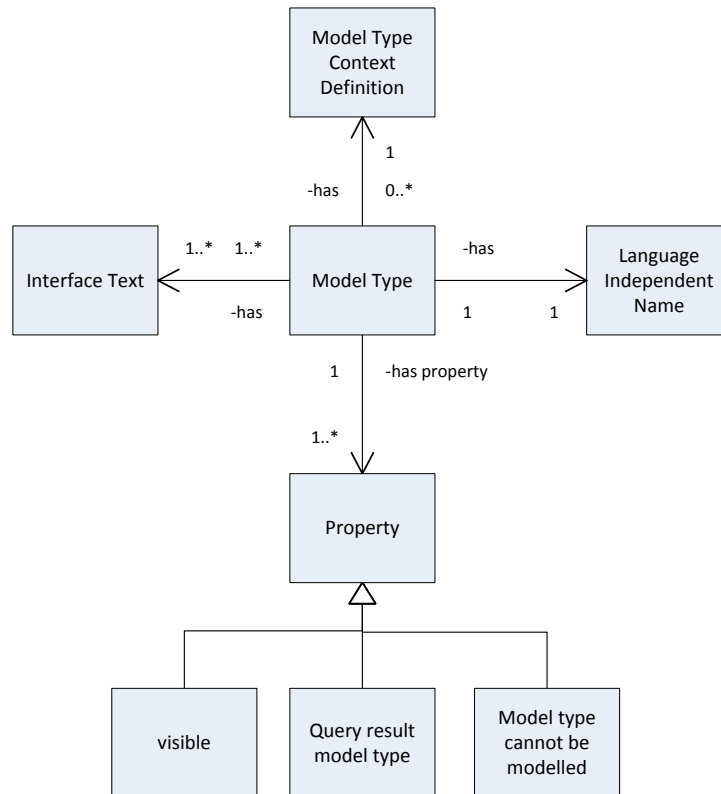 Model Type
Context
Definition
1
-has
0..*
1..*
1..*
-has
Interface Text
Model Type
Language
Independent
Name
-has
1
1
1
-has property
1..*
Property
visible
Query result
model type
Model type
cannot be
modelled